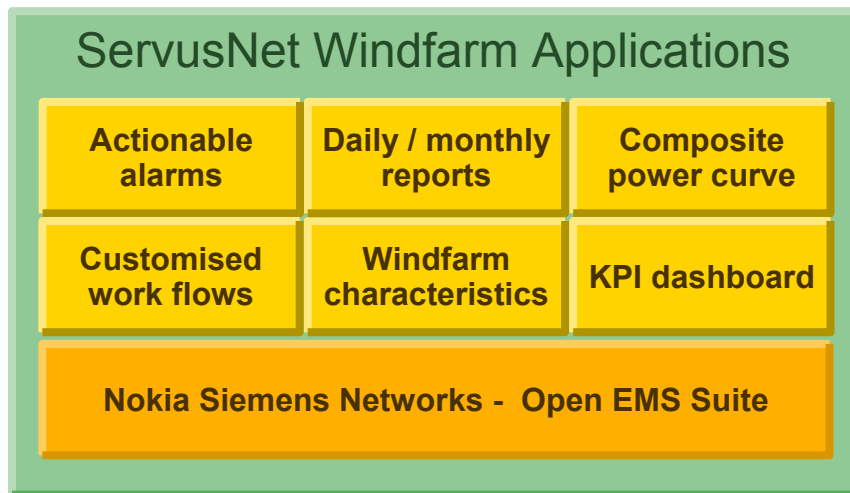 ServusNet Windfarm Applications
Actionable
alarms
Daily / monthly
reports
Composite
power curve
Customised
work flows
Windfarm
characteristics
KPI dashboard
Nokia Siemens Networks - Open EMS Suite